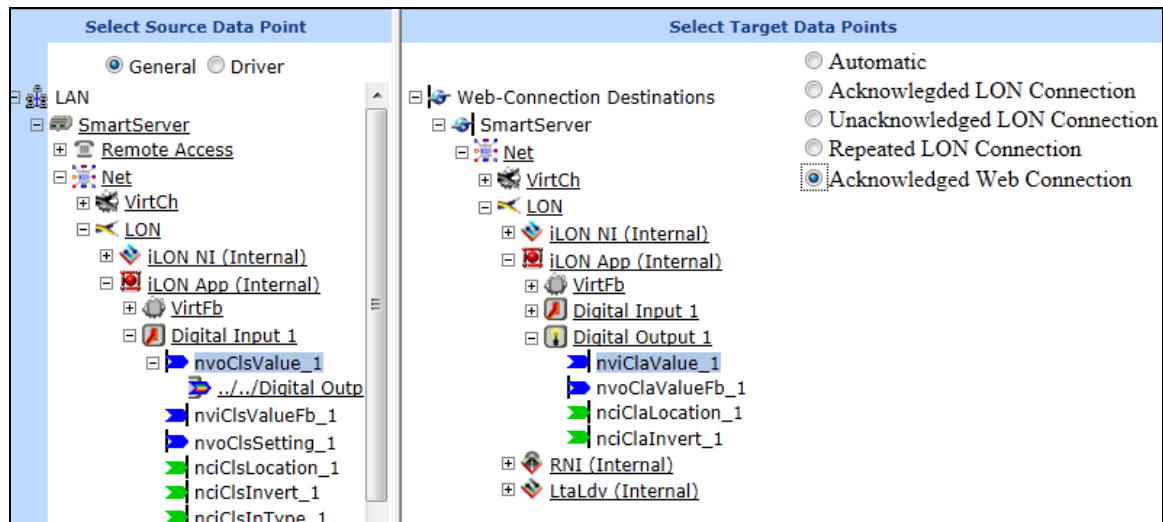 Select Source Data Point
General Driver
LAN
SmartServer
Remote Access
Net
VirtCh
LON
iLON NI (Internal)
iLON App (Internal)
VirtFb
Digital Input 1
nvoClsValue_1
../../Digital Outp
nviClsValueFb_1
nvoClsSetting_1
nciClsLocation_1
nciClsInvert_1
nciClsInType_1
Select Target Data Points
Automatic
Acknowlegded LON Connection
Unacknowledged LON Connection
Repeated LON Connection
Acknowledged Web Connection
Web-Connection Destinations
SmartServer
Net
VirtCh
LON
iLON NI (Internal)
iLON App (Internal)
VirtFb
Digital Input 1
Digital Output 1
nviClaValue_1
nvoClaValueFb_1
nciClaLocation_1
nciClaInvert_1
RNI (Internal)
LtaLdv (Internal)